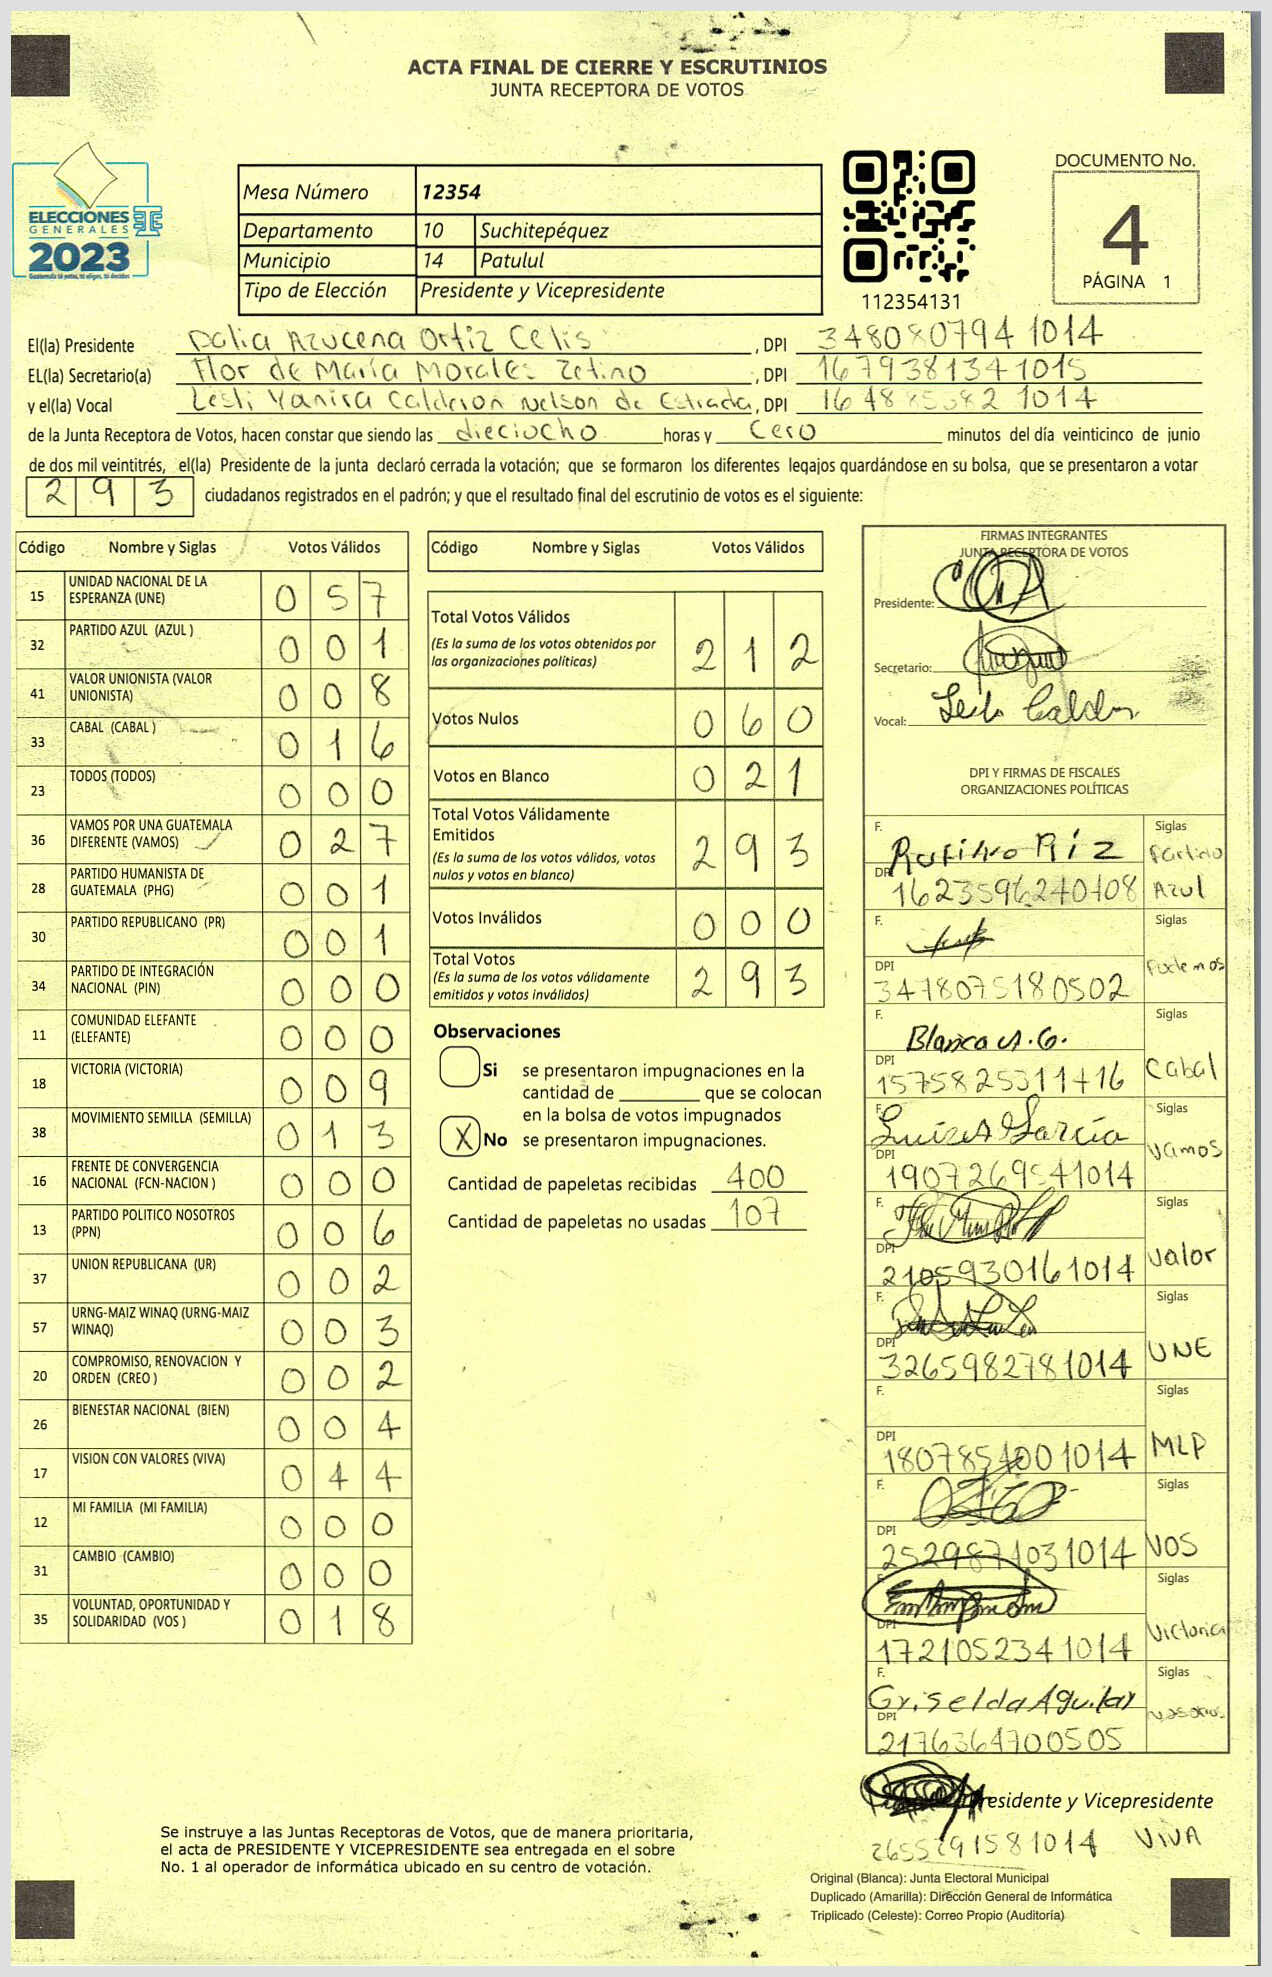 ACTA FINAL DE CIERRE Y ESCRUTINIOS
JUNTA RECEPTORA DE VOTOS
ELECCIONES
GENERALES
2023
Mesa Número 12354
Departamento 10 Suchitepéquez
Municipio 14 Patulul
Tipo de Elección Presidente y Vicepresidente
112354131
DOCUMENTO No.
4
PÁGINA 1
El(la) Presidente Dalia Azucena Ortiz Celis, DPI 348080794 1014
EL(la) Secretario(a) Flor de María Morales Zetino, DPI 167938134 1015
y el(la) Vocal Lesli Yanira Calderon Nelson de Estrada, DPI 1014
de la Junta Receptora de Votos, hacen constar que siendo las dieciocho horas y Cero minutos del día veinticinco de junio
de dos mil veintitrés, el(la) Presidente de la junta declaró cerrada la votación; que se formaron los diferentes legajos guardándose en su bolsa, que se presentaron a votar
293 ciudadanos registrados en el padrón; y que el resultado final del escrutinio de votos es el siguiente:
Código Nombre y Siglas Votos Válidos
15 UNIDAD NACIONAL DE LA ESPERANZA (UNE) 0 5 7
32 PARTIDO AZUL (AZUL ) 0 0 1
41 VALOR UNIONISTA (VALOR UNIONISTA) 0 0 8
33 CABAL (CABAL ) 0 1 6
23 TODOS (TODOS) 0 0 0
36 VAMOS POR UNA GUATEMALA DIFERENTE (VAMOS) 0 2 7
28 PARTIDO HUMANISTA DE GUATEMALA (PHG) 0 0 1
30 PARTIDO REPUBLICANO (PR) 0 0 1
34 PARTIDO DE INTEGRACIÓN NACIONAL (PIN) 0 0 0
11 COMUNIDAD ELEFANTE (ELEFANTE) 0 0 0
18 VICTORIA (VICTORIA) 0 0 9
38 MOVIMIENTO SEMILLA (SEMILLA) 0 1 3
16 FRENTE DE CONVERGENCIA NACIONAL (FCN-NACION ) 0 0 0
13 PARTIDO POLITICO NOSOTROS (PPN) 0 0 6
37 UNION REPUBLICANA (UR) 0 0 2
57 URNG-MAIZ WINAQ (URNG-MAIZ WINAQ) 0 0 3
20 COMPROMISO, RENOVACION Y ORDEN (CREO ) 0 0 2
26 BIENESTAR NACIONAL (BIEN) 0 0 4
17 VISION CON VALORES (VIVA) 0 4 4
12 MI FAMILIA (MI FAMILIA) 0 0 0
31 CAMBIO (CAMBIO) 0 0 0
35 VOLUNTAD, OPORTUNIDAD Y SOLIDARIDAD (VOS ) 0 1 8
Código Nombre y Siglas Votos Válidos
Total Votos Válidos 2 1 2
(Es la suma de los votos obtenidos por
las organizaciones políticas)
Votos Nulos 0 6 0
Votos en Blanco 0 2 1
Total Votos Válidamente
Emitidos 2 9 3
(Es la suma de los votos válidos, votos
nulos y votos en blanco)
Votos Inválidos 0 0 0
Total Votos 2 9 3
(Es la suma de los votos válidamente
emitidos y votos inválidos)
Observaciones
Si se presentaron impugnaciones en la
cantidad de ________ que se colocan
en la bolsa de votos impugnados
X No se presentaron impugnaciones.
Cantidad de papeletas recibidas 400
Cantidad de papeletas no usadas 107
FIRMAS INTEGRANTES
JUNTA RECEPTORA DE VOTOS
Presidente:
Secretario:
Vocal:
DPI Y FIRMAS DE FISCALES
ORGANIZACIONES POLÍTICAS
F. Siglas
Partido
DPI 1623596240408 Azul
F. Siglas
DPI Podemos
3478075180502
F. Blanca A. G. Siglas
DPI Cabal
1575825311416
F. Luis A García Siglas
DPI Vamos
1907269541014
F. Siglas
DPI Valor
2105930161014
F. Siglas
DPI UNE
3265982781014
F. Siglas
DPI MLP
1807854001014
F. Siglas
DPI VOS
2529874031014
F. Siglas
DPI Victoria
1721052341014
F. Griselda Aguilar Siglas
DPI Nosotros
2176364700505
Presidente y Vicepresidente
2655291581014 VIVA
Se instruye a las Juntas Receptoras de Votos, que de manera prioritaria,
el acta de PRESIDENTE Y VICEPRESIDENTE sea entregada en el sobre
No. 1 al operador de informática ubicado en su centro de votación.
Original (Blanca): Junta Electoral Municipal
Duplicado (Amarilla): Dirección General de Informática
Triplicado (Celeste): Correo Propio (Auditoría)